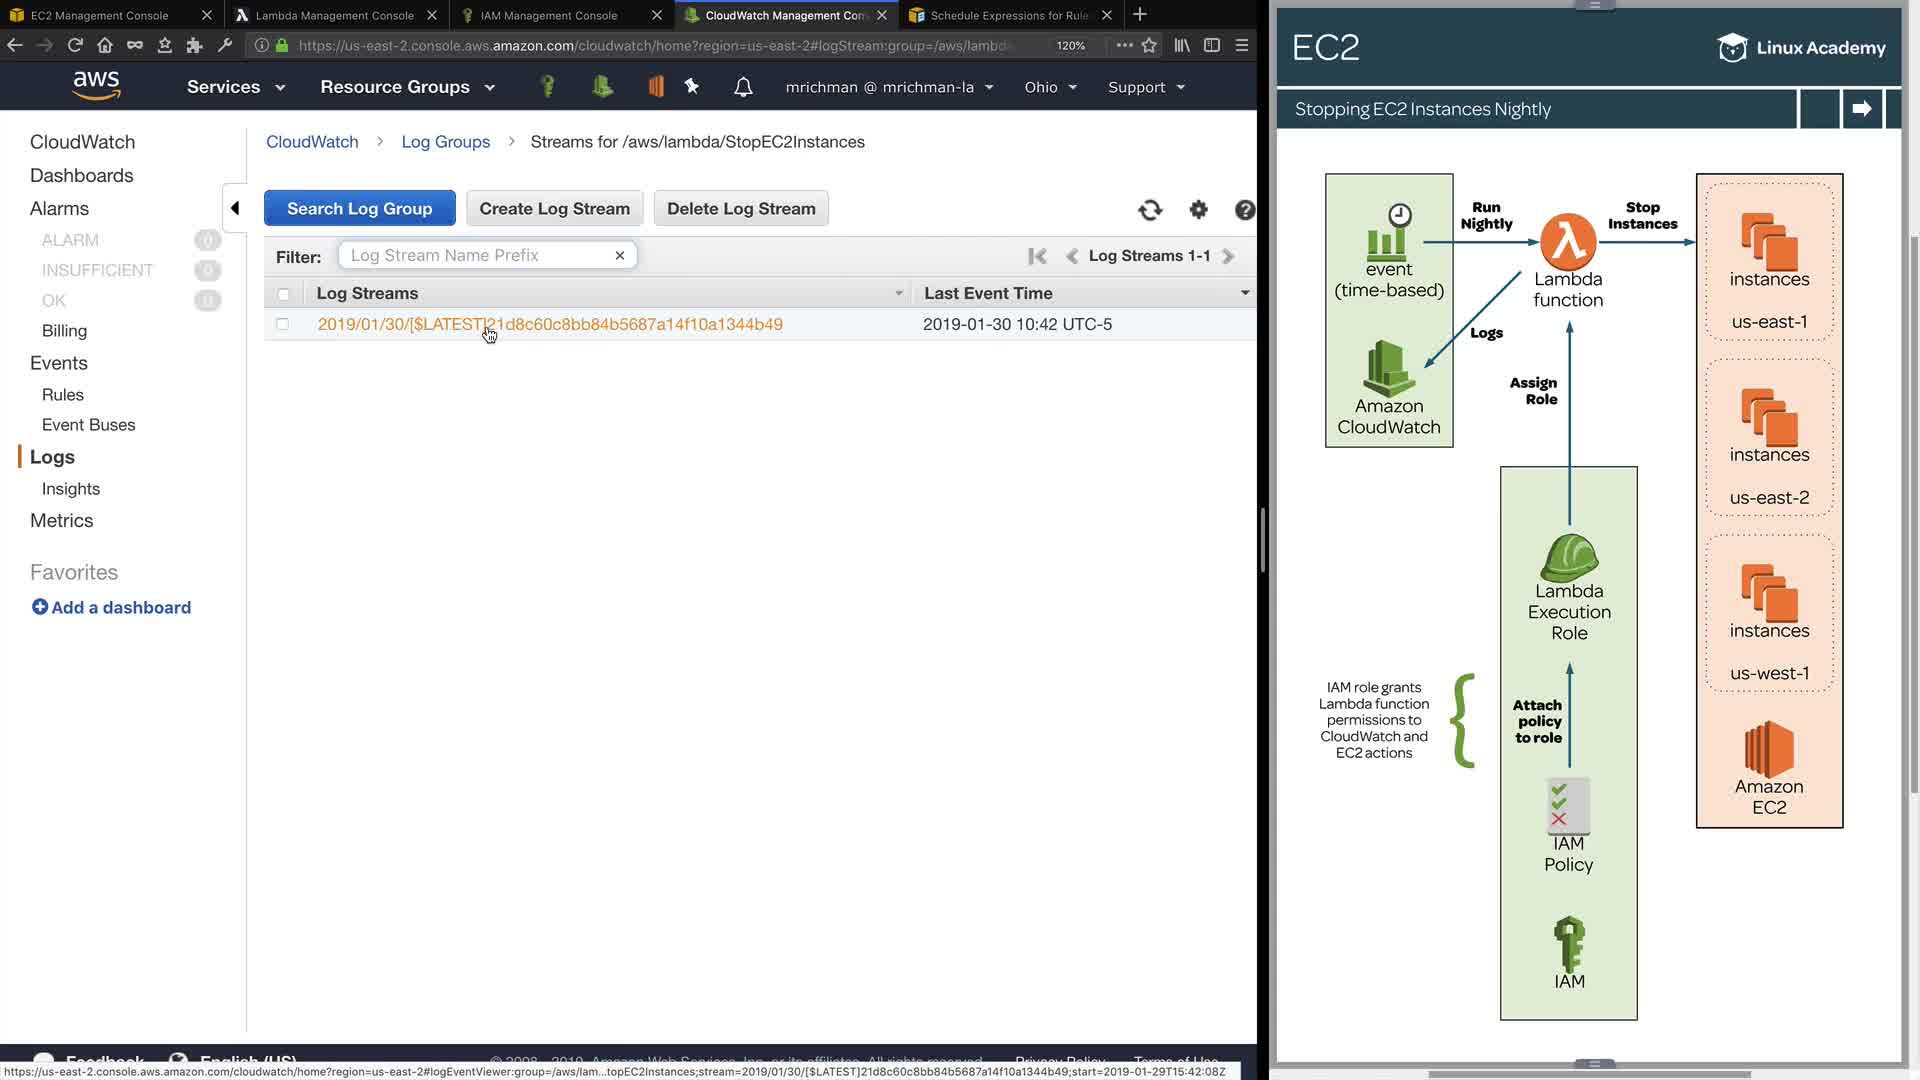 EC2 Management Console
Lambda Management Console
IAM Management Console
CloudWatch Management Con
Schedule Expressions for Rule
https://us-east-2.console.aws.amazon.com/cloudwatch/home?region=us-east-2#logStream:group=/aws/lambd
120%
aws
Services
Resource Groups
mrichman @ mrichman-la
Ohio
Support
CloudWatch
Dashboards
Alarms
ALARM 0
INSUFFICIENT 0
OK 0
Billing
Events
Rules
Event Buses
Logs
Insights
Metrics
Favorites
Add a dashboard
CloudWatch > Log Groups > Streams for /aws/lambda/StopEC2Instances
Search Log Group
Create Log Stream
Delete Log Stream
Filter: Log Stream Name Prefix
Log Streams 1-1
Log Streams
Last Event Time
2019/01/30/[$LATEST]21d8c60c8bb84b5687a14f10a1344b49
2019-01-30 10:42 UTC-5
Feedback
English (US)
© 2008 - 2019, Amazon Web Services, Inc. or its affiliates. All rights reserved.
Privacy Policy
Terms of Use
https://us-east-2.console.aws.amazon.com/cloudwatch/home?region=us-east-2#logEventViewer:group=/aws/lam...topEC2Instances;stream=2019/01/30/[$LATEST]21d8c60c8bb84b5687a14f10a1344b49;start=2019-01-29T15:42:08Z
EC2
Linux Academy
Stopping EC2 Instances Nightly
event
(time-based)
Run
Nightly
Lambda
function
Stop
Instances
Logs
Amazon
CloudWatch
Assign
Role
Lambda
Execution
Role
IAM role grants
Lambda function
permissions to
CloudWatch and
EC2 actions
Attach
policy
to role
IAM
Policy
IAM
instances
us-east-1
instances
us-east-2
instances
us-west-1
Amazon
EC2